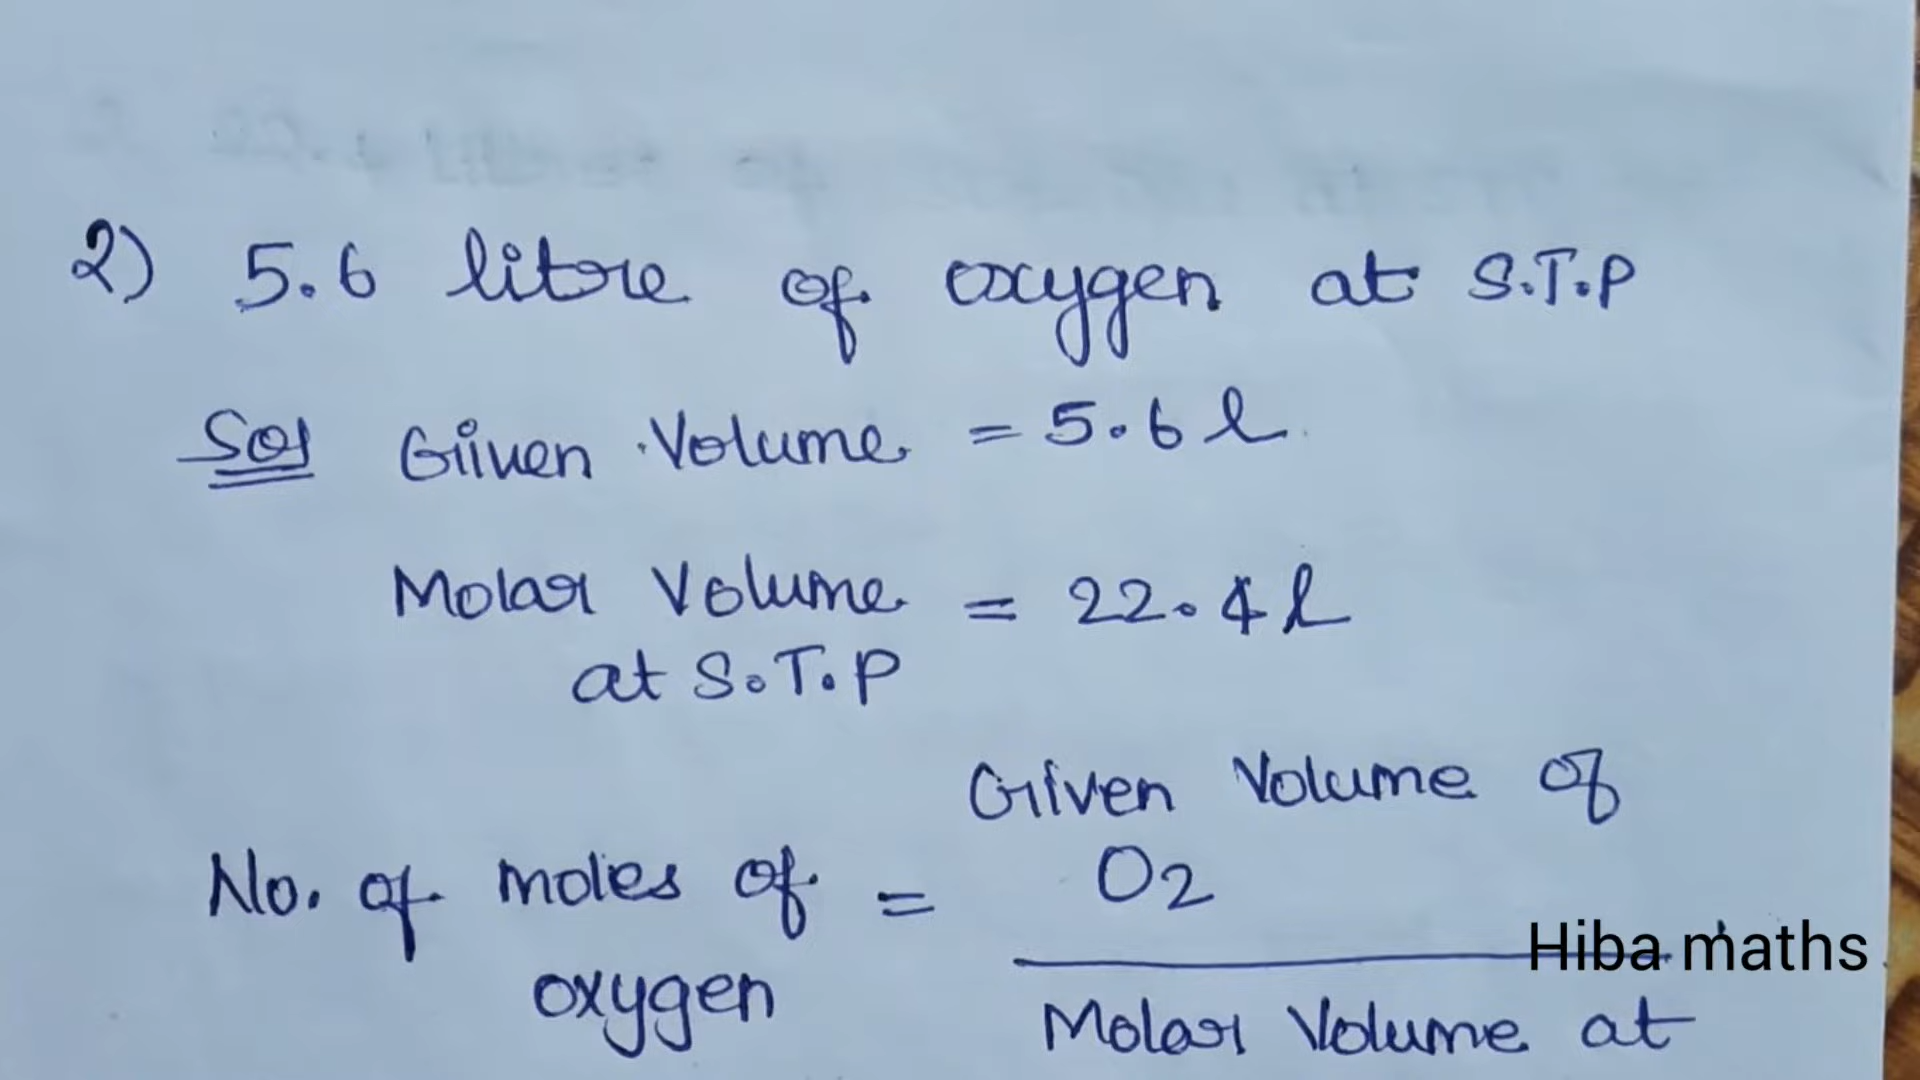 2) 5.6 litre of oxygen at S.T.P
Sol Given Volume = 5.6 l
Molar Volume = 22.4 l
at S.T.P
Given Volume of
No. of moles of = O2
oxygen
Molar Volume at
Hiba maths